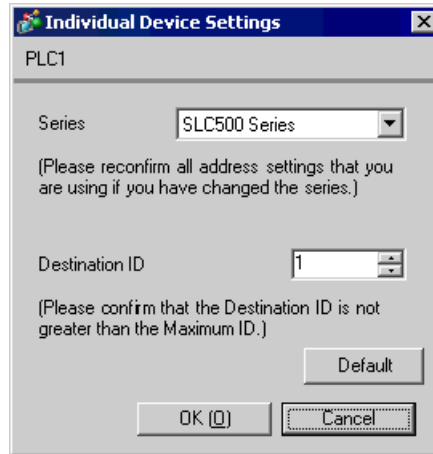 Individual Device Settings
PLC1
Series SLC500 Series
(Please reconfirm all address settings that you
are using if you have changed the series.)
Destination ID 1
(Please confirm that the Destination ID is not
greater than the Maximum ID.)
Default
OK (O) Cancel